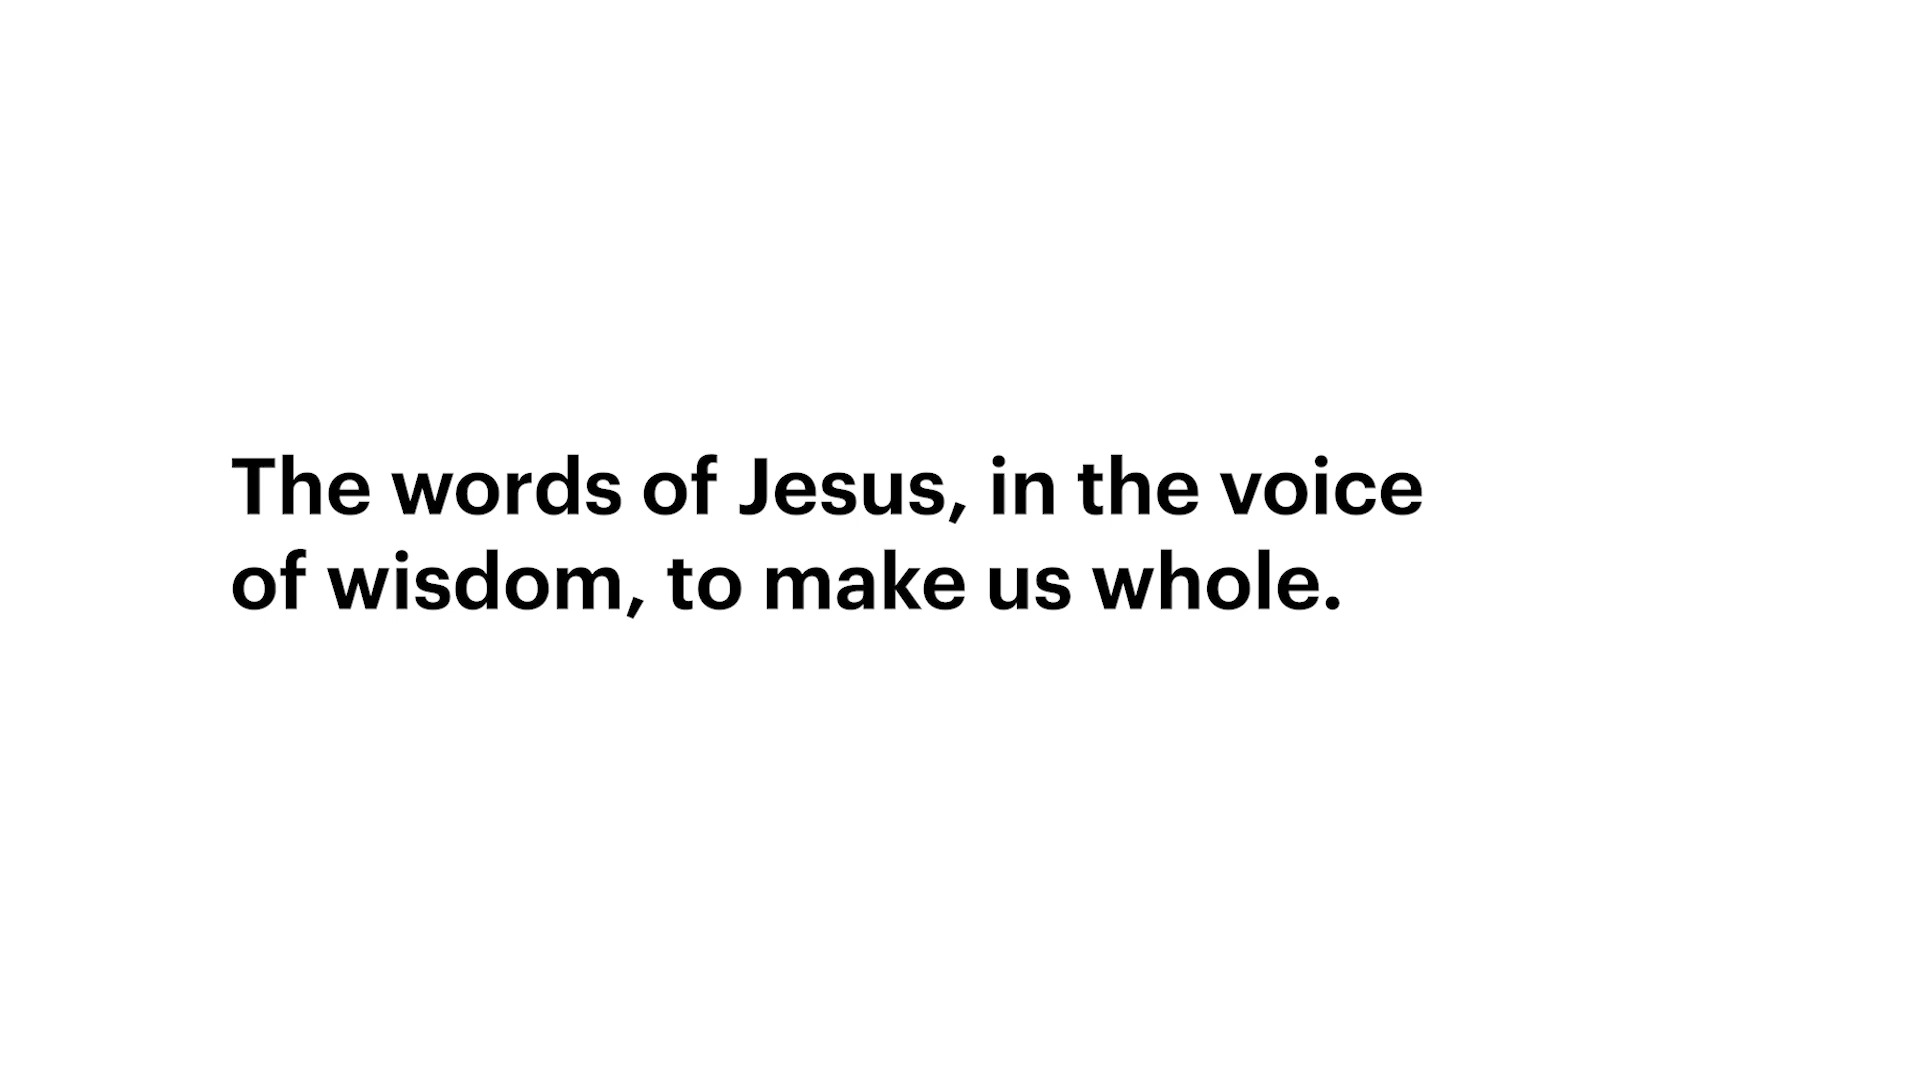 The words of Jesus, in the voice
of wisdom, to make us whole.